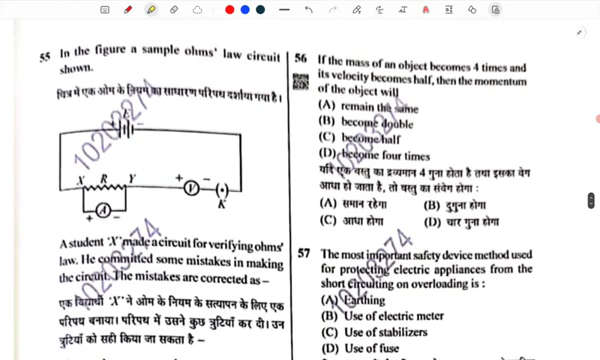 55 In the figure a sample ohms' law circuit
shown.
चित्र में एक ओम के नियम का साधारण परिपथ दर्शाया गया है।
E
X R Y
+ -
V
(•)
K
+ A -
A student 'X' made a circuit for verifying ohms'
law. He committed some mistakes in making
the circuit. The mistakes are corrected as –
एक विद्यार्थी 'X' ने ओम के नियम के सत्यापन के लिए एक
परिपथ बनाया। परिपथ में उसने कुछ त्रुटियाँ कर दी। उन
त्रुटियों को सही किया जा सकता है –
56 If the mass of an object becomes 4 times and
its velocity becomes half, then the momentum
of the object will
(A) remain the same
(B) become double
(C) become half
(D) become four times
यदि एक वस्तु का द्रव्यमान 4 गुना होता है तथा इसका वेग
आधा हो जाता है, तो वस्तु का संवेग होगा :
(A) समान रहेगा (B) दुगुना होगा
(C) आधा होगा (D) चार गुना होगा
57 The most important safety device method used
for protecting electric appliances from the
short circuiting on overloading is :
(A) Earthing
(B) Use of electric meter
(C) Use of stabilizers
(D) Use of fuse
10203274
10203274
10203274
10203274